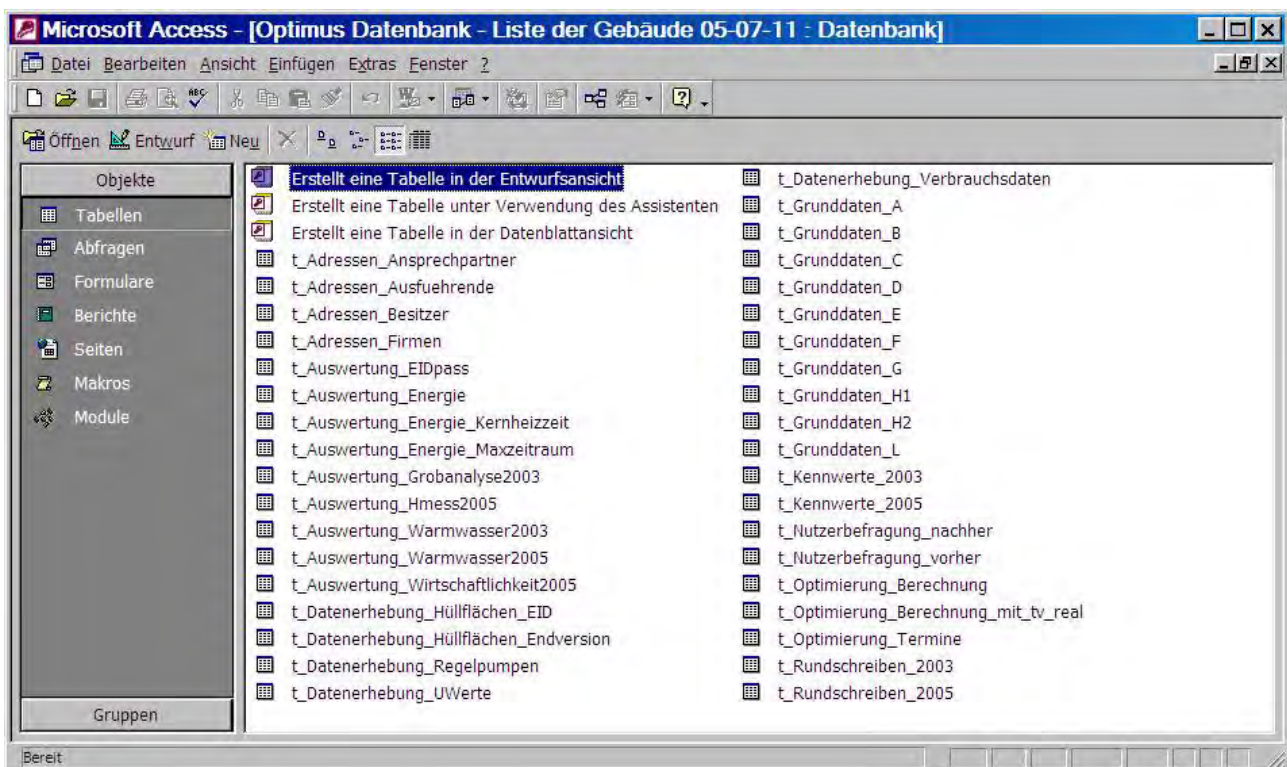 Microsoft Access - [Optimus Datenbank - Liste der Gebäude 05-07-11 : Datenbank]
Datei Bearbeiten Ansicht Einfügen Extras Fenster ?
Öffnen Entwurf Neu
Objekte
Tabellen
Abfragen
Formulare
Berichte
Seiten
Makros
Module
Gruppen
Erstellt eine Tabelle in der Entwurfsansicht
Erstellt eine Tabelle unter Verwendung des Assistenten
Erstellt eine Tabelle in der Datenblattansicht
t_Adressen_Ansprechpartner
t_Adressen_Ausfuehrende
t_Adressen_Besitzer
t_Adressen_Firmen
t_Auswertung_EIDpass
t_Auswertung_Energie
t_Auswertung_Energie_Kernheizzeit
t_Auswertung_Energie_Maxzeitraum
t_Auswertung_Grobanalyse2003
t_Auswertung_Hmess2005
t_Auswertung_Warmwasser2003
t_Auswertung_Warmwasser2005
t_Auswertung_Wirtschaftlichkeit2005
t_Datenerhebung_Hüllflächen_EID
t_Datenerhebung_Hüllflächen_Endversion
t_Datenerhebung_Regelpumpen
t_Datenerhebung_UWerte
t_Datenerhebung_Verbrauchsdaten
t_Grunddaten_A
t_Grunddaten_B
t_Grunddaten_C
t_Grunddaten_D
t_Grunddaten_E
t_Grunddaten_F
t_Grunddaten_G
t_Grunddaten_H1
t_Grunddaten_H2
t_Grunddaten_L
t_Kennwerte_2003
t_Kennwerte_2005
t_Nutzerbefragung_nachher
t_Nutzerbefragung_vorher
t_Optimierung_Berechnung
t_Optimierung_Berechnung_mit_tv_real
t_Optimierung_Termine
t_Rundschreiben_2003
t_Rundschreiben_2005
Bereit